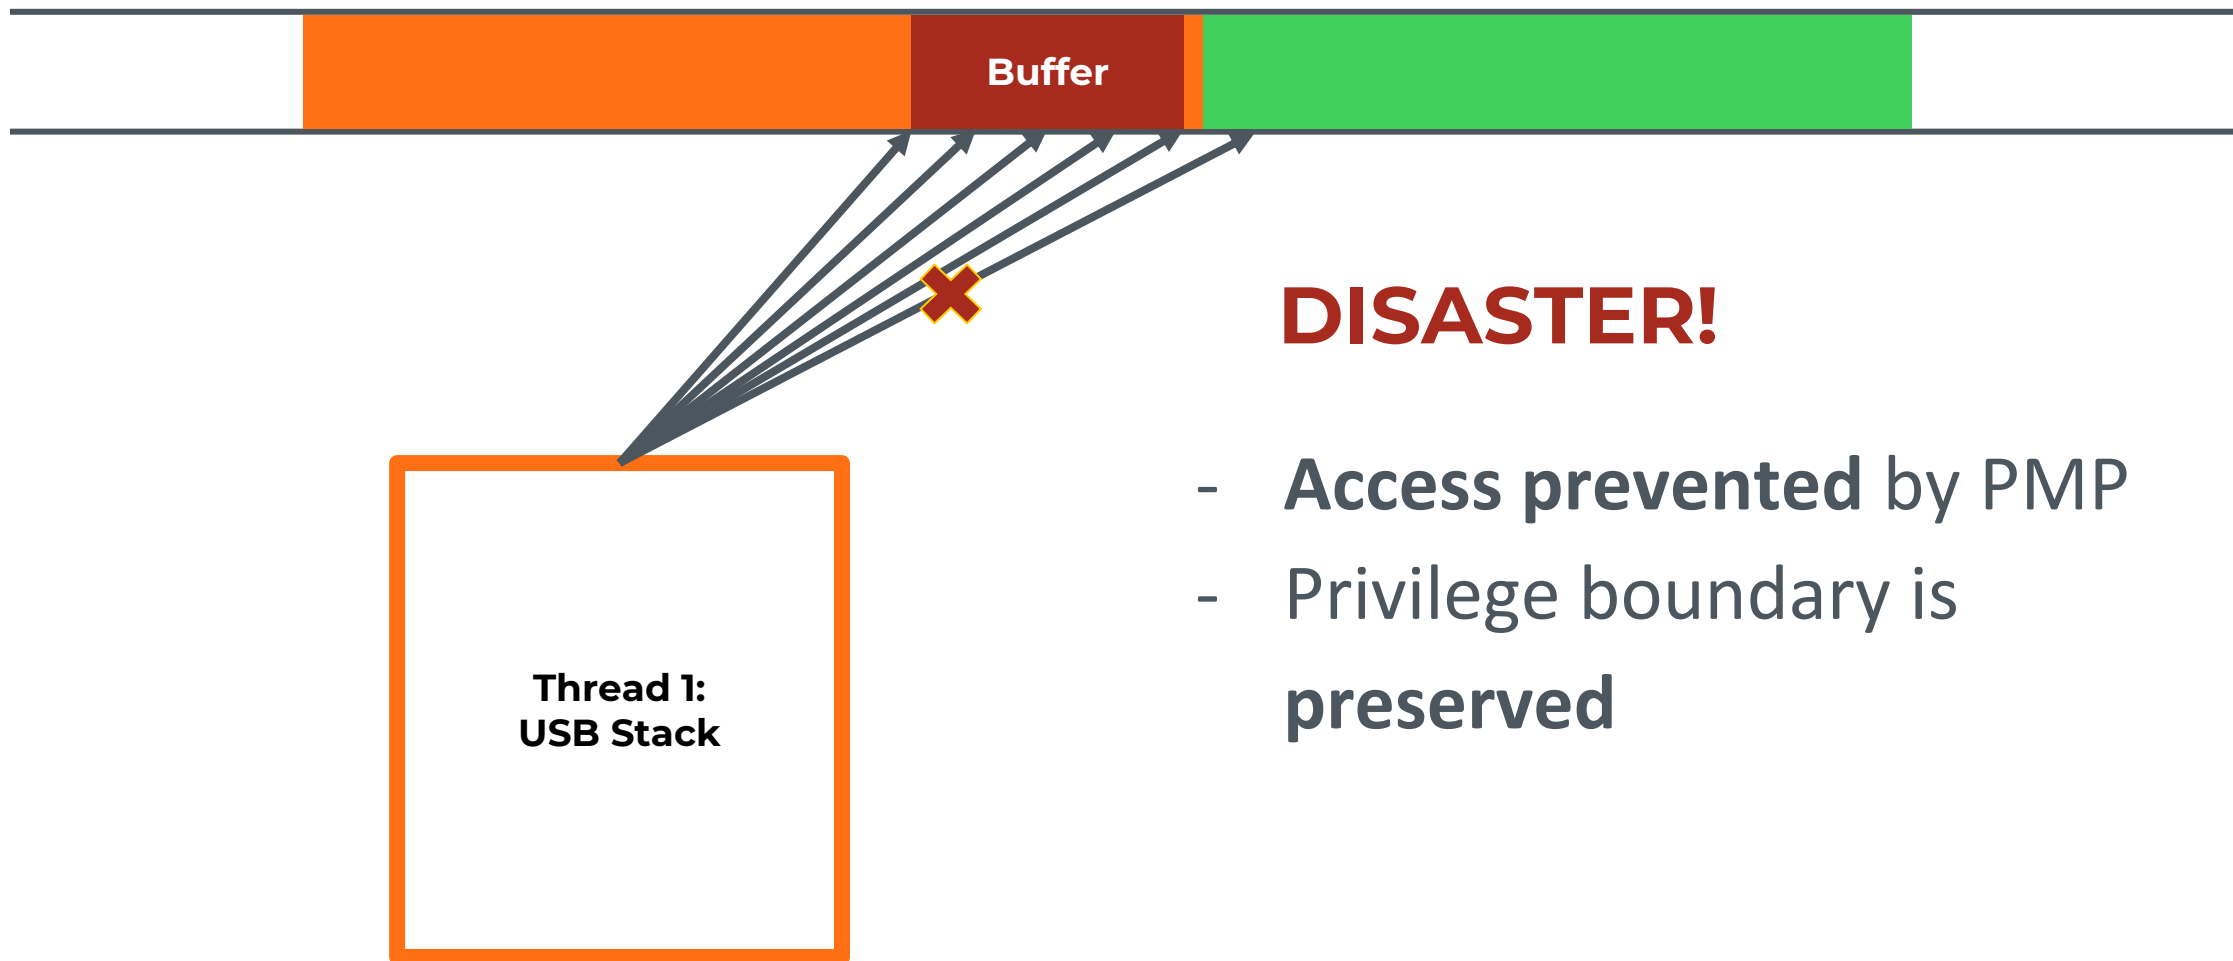 Buffer
DISASTER!
- Access prevented by PMP
- Privilege boundary is
preserved
Thread 1:
USB Stack